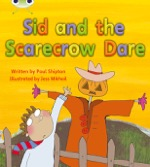 Sid and the
Scarecrow Dare
Written by Paul Shipton
Illustrated by Jess Mikhail